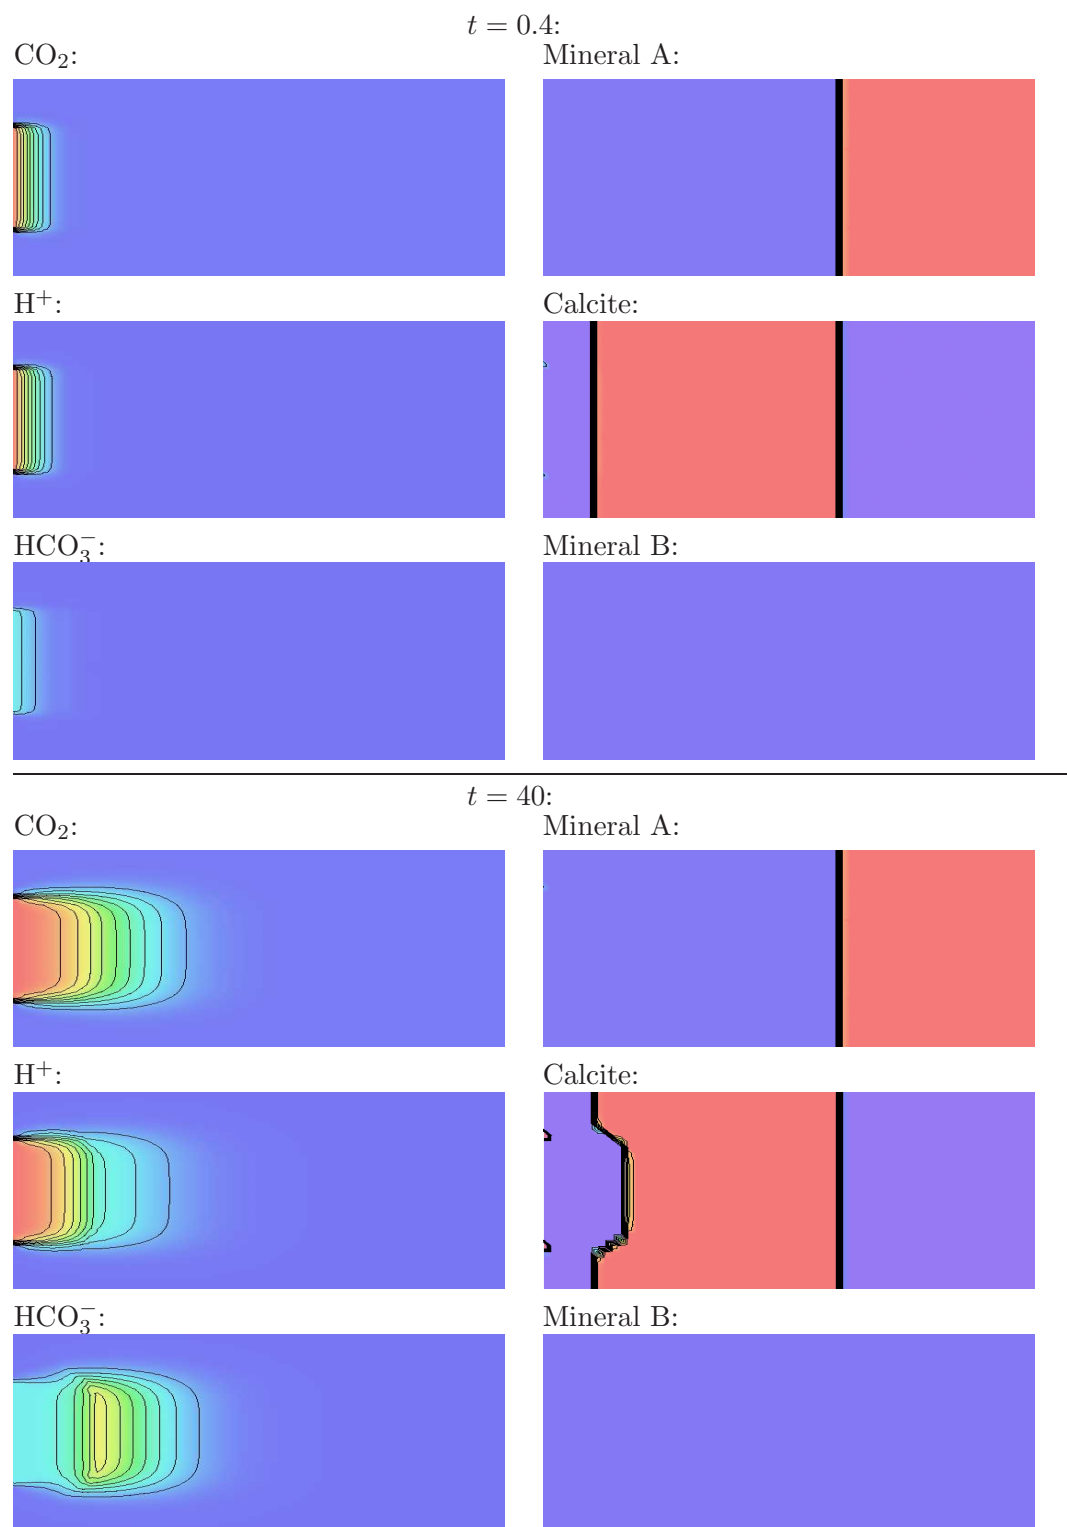 t = 0.4:
CO₂: Mineral A:
H⁺: Calcite:
HCO₃⁻: Mineral B:
t = 40:
CO₂: Mineral A:
H⁺: Calcite:
HCO₃⁻: Mineral B: